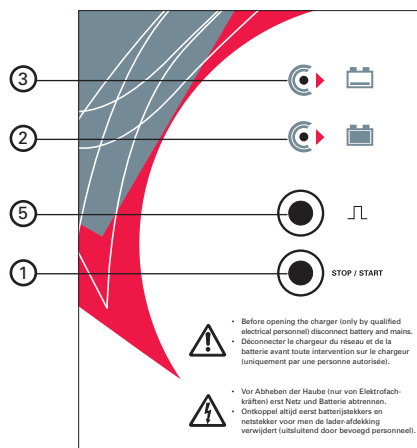 3
2
5
1
STOP / START
• Before opening the charger (only by qualified
electrical personnel) disconnect battery and mains.
• Déconnecter le chargeur du réseau et de la
batterie avant toute intervention sur le chargeur
(uniquement par une personne autorisée).
• Vor Abheben der Haube (nur von Elektrofach-
kräften) erst Netz und Batterie abtrennen.
• Ontkoppel altijd eerst batterijstekkers en
netstekker voor men de lader-afdekking
verwijdert (uitsluitend door bevoegd personeel).